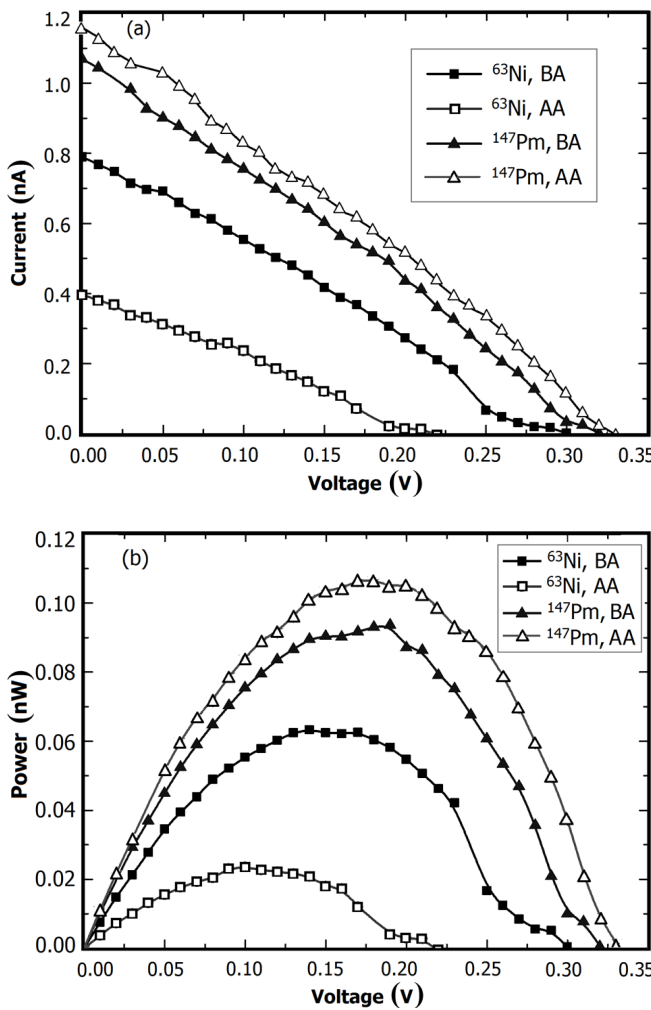 (a)
⁶³Ni, BA
⁶³Ni, AA
¹⁴⁷Pm, BA
¹⁴⁷Pm, AA
Current (nA)
1.2
1.0
0.8
0.6
0.4
0.2
0.0
0.00 0.05 0.10 0.15 0.20 0.25 0.30 0.35
Voltage (V)
(b)
⁶³Ni, BA
⁶³Ni, AA
¹⁴⁷Pm, BA
¹⁴⁷Pm, AA
Power (nW)
0.12
0.10
0.08
0.06
0.04
0.02
0.00
0.00 0.05 0.10 0.15 0.20 0.25 0.30 0.35
Voltage (V)